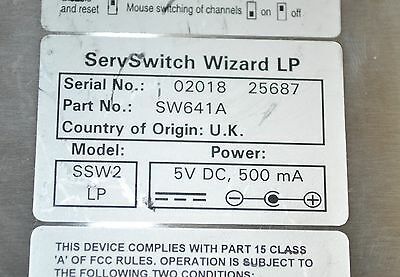 and reset
Mouse switching of channels on off
ServSwitch Wizard LP
Serial No.: 02018 25687
Part No.: SW641A
Country of Origin: U.K.
Model: Power:
SSW2 5V DC, 500 mA
LP
THIS DEVICE COMPLIES WITH PART 15 CLASS
'A' OF FCC RULES. OPERATION IS SUBJECT TO
THE FOLLOWING TWO CONDITIONS: